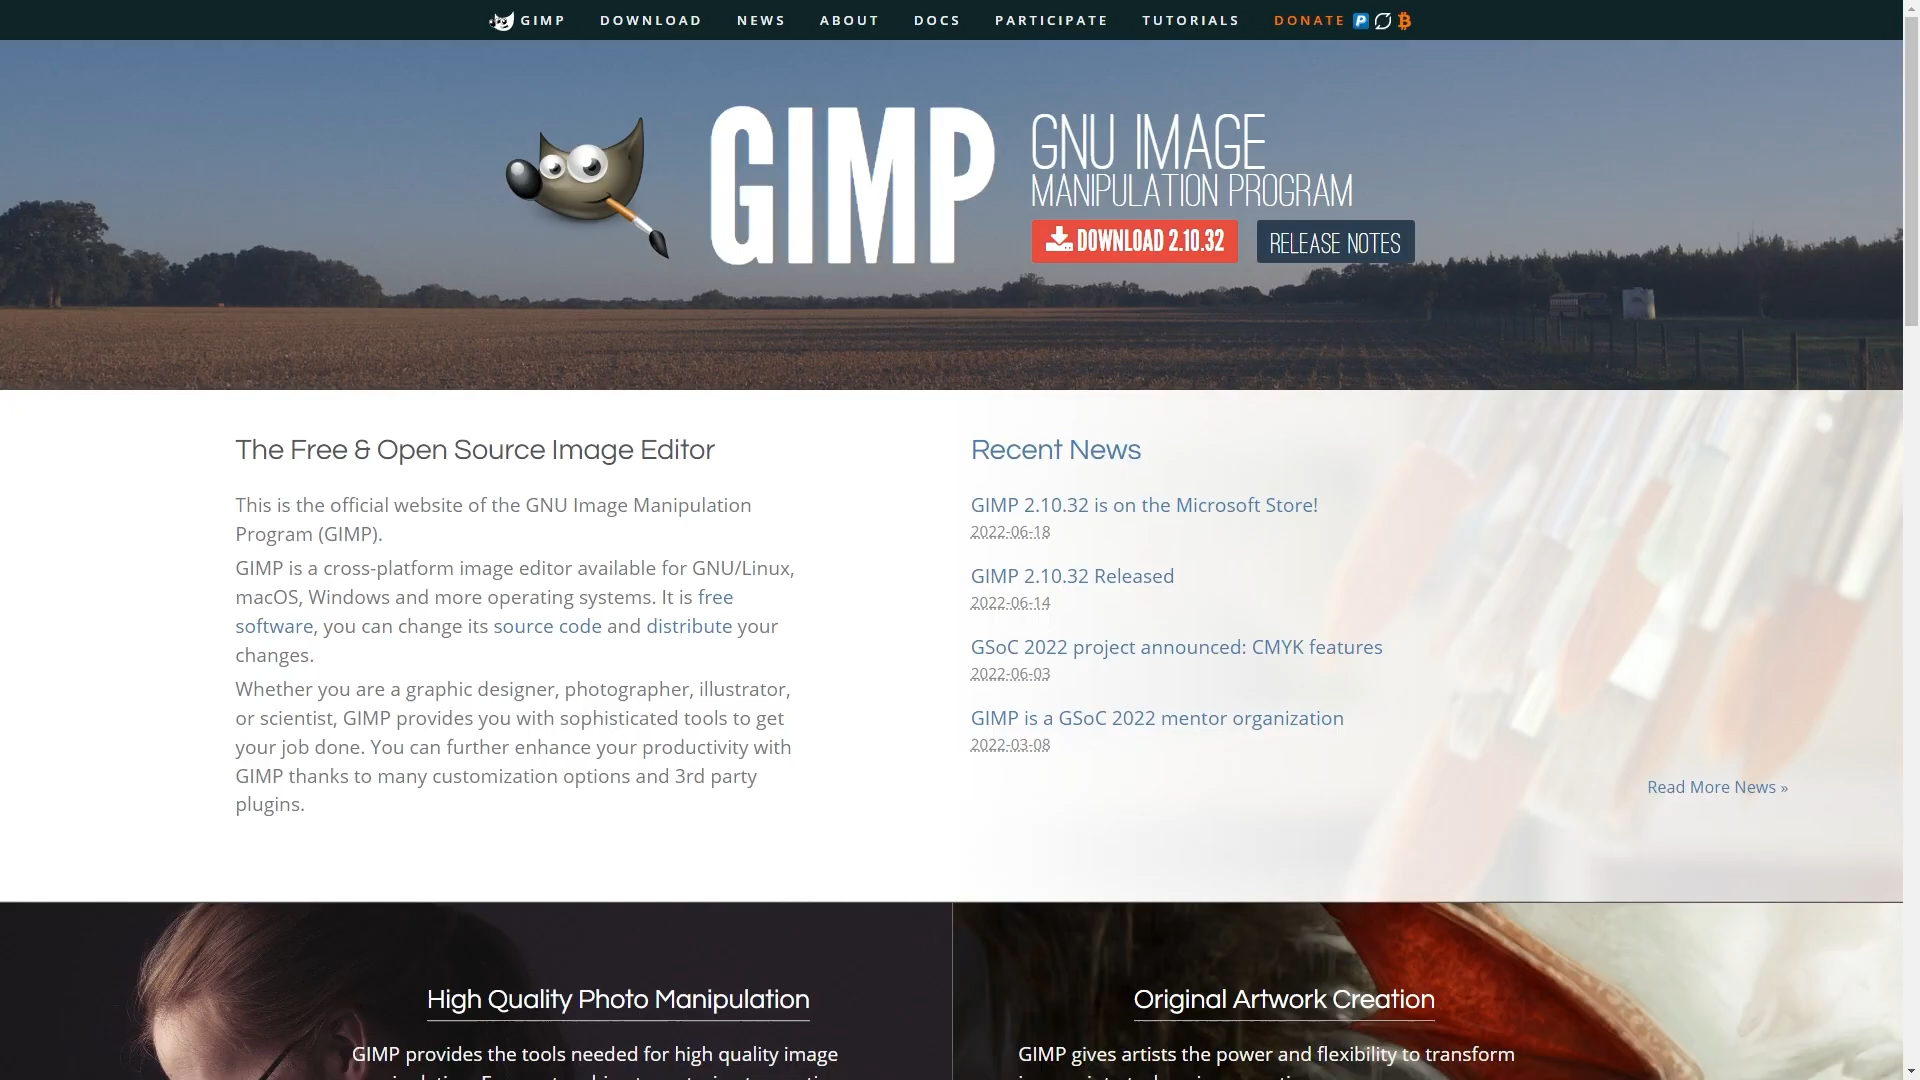 GIMP DOWNLOAD NEWS ABOUT DOCS PARTICIPATE TUTORIALS DONATE
GIMP
GNU IMAGE
MANIPULATION PROGRAM
DOWNLOAD 2.10.32 RELEASE NOTES
The Free & Open Source Image Editor
This is the official website of the GNU Image Manipulation
Program (GIMP).
GIMP is a cross-platform image editor available for GNU/Linux,
macOS, Windows and more operating systems. It is free
software, you can change its source code and distribute your
changes.
Whether you are a graphic designer, photographer, illustrator,
or scientist, GIMP provides you with sophisticated tools to get
your job done. You can further enhance your productivity with
GIMP thanks to many customization options and 3rd party
plugins.
Recent News
GIMP 2.10.32 is on the Microsoft Store!
2022-06-18
GIMP 2.10.32 Released
2022-06-14
GSoC 2022 project announced: CMYK features
2022-06-03
GIMP is a GSoC 2022 mentor organization
2022-03-08
Read More News »
High Quality Photo Manipulation
GIMP provides the tools needed for high quality image
Original Artwork Creation
GIMP gives artists the power and flexibility to transform